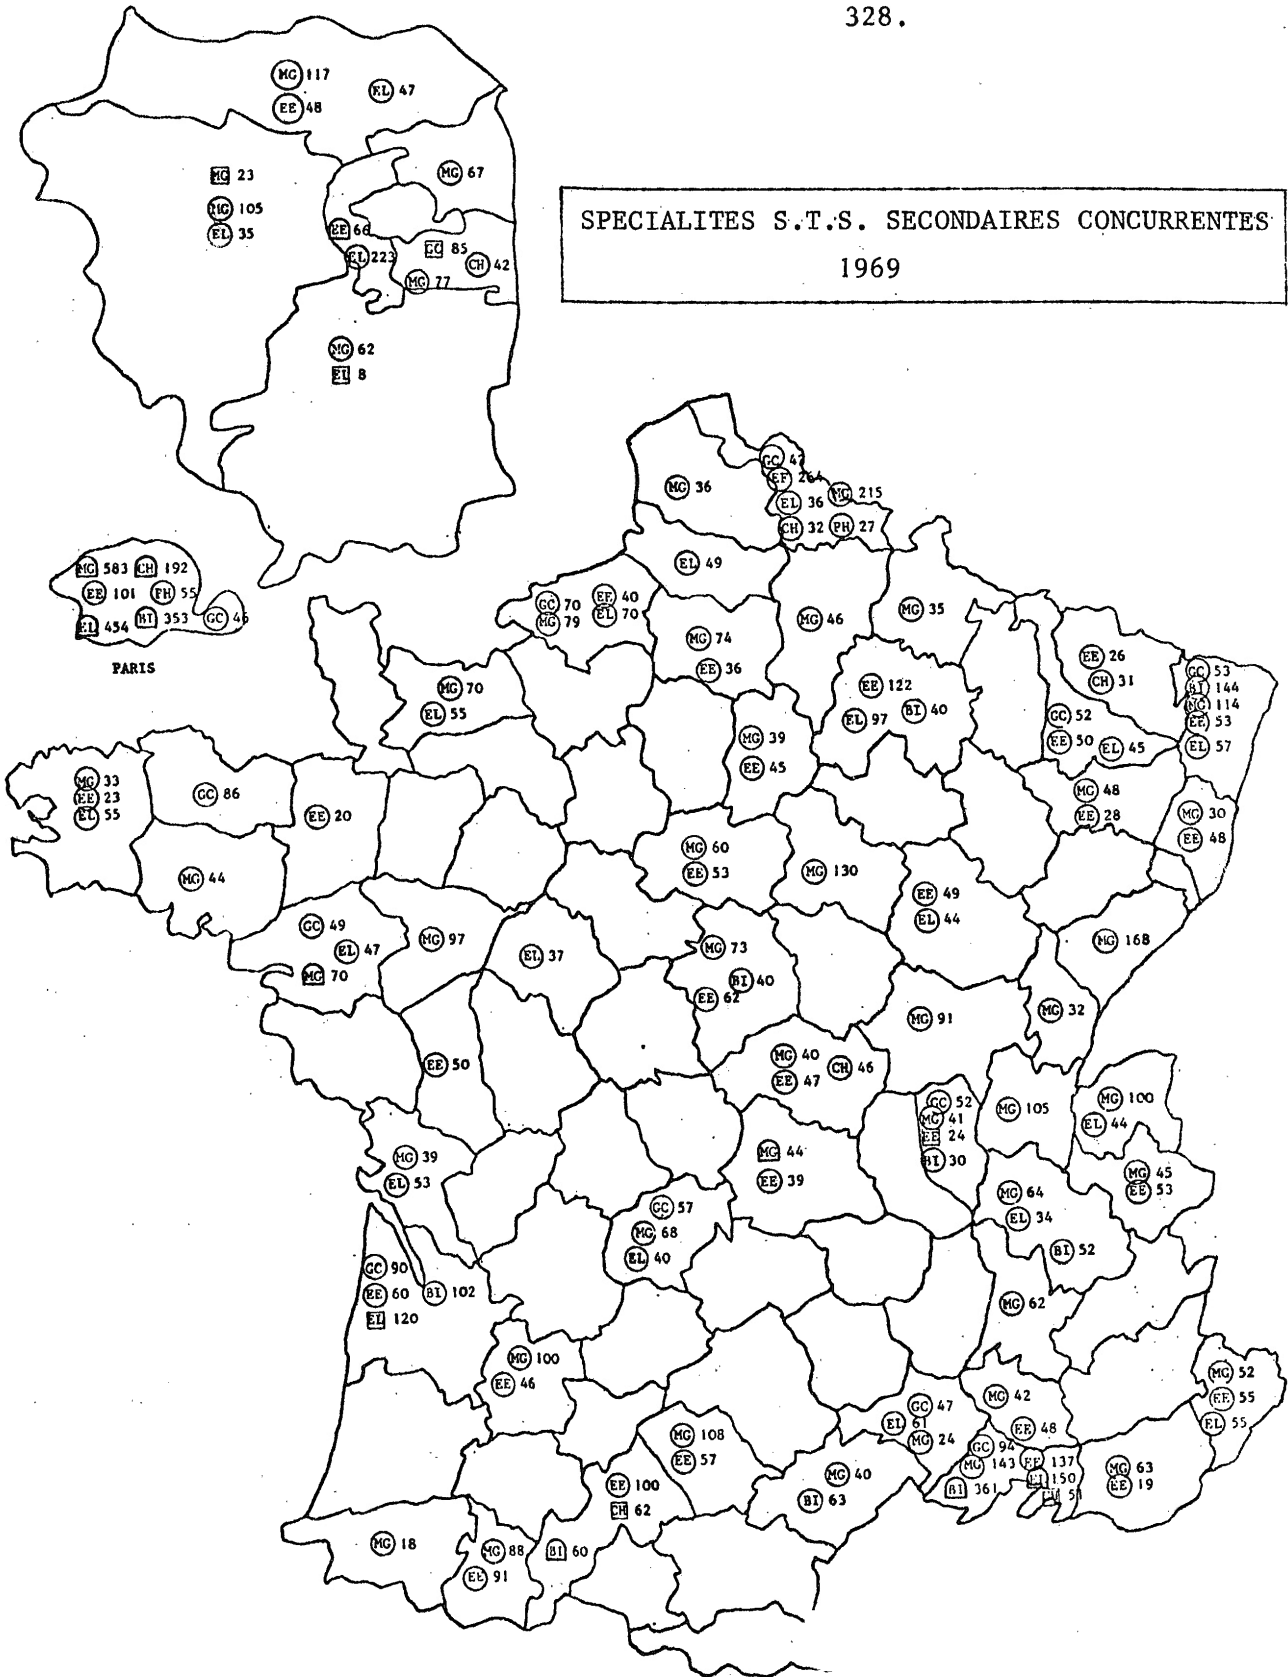 328.
MG 117
EL 47
EE 48
MG 67
MG 23
MG 105
EL 35
EE 66
GC 85
EL 223
CH 42
MG 77
SPECIALITES S.T.S. SECONDAIRES CONCURRENTES
1969
MG 62
EL 8
MG 583 CH 192
EE 101 PH 55
EL 454 BI 353 GC 46
PARIS
GC
MG 36
264
EL 36 MG 215
CH 32 PH 27
EL 49
GC 70 EE 40
MG 79 EL 70
MG 46
MG 35
MG 74
EE 36
EE 26
CH 31
GC 53
BI 144
MG 114
EE 53
EL 57
MG 70
EL 55
EE 122
EL 97 BI 40
GC 52
EE 50 EL 45
MG 39
EE 45
MG 33
EE 23
EL 55
GC 86
EE 20
MG 48
EE 28
MG 30
EE 48
MG 44
MG 60
EE 53
MG 130
EE 49
EL 44
GC 49
EL 47
MG 70
MG 97
EL 37
MG 73
BI 40
EE 62
MG 168
MG 91
MG 32
EE 50
MG 40 CH 46
EE 47
GC 52
MG 41
EE 24
BI 30
MG 105
MG 100
EL 44
MG 39
EL 53
MG 44
EE 39
MG 45
EE 53
MG 64
EL 34
BI 52
GC 57
MG 68
EL 40
GC 90
EE 60 BI 102
EL 120
MG 62
MG 100
EE 46
MG 52
EE 55
EL 55
GC 47
EL 61
MG 24
MG 42
EE 48
MG 108
EE 57
GC 94
MG 143 EE 137
BI 361 150
51
MG 63
EE 19
EE 100
CH 62
MG 40
BI 63
MG 18
MG 88
EE 91
BI 60